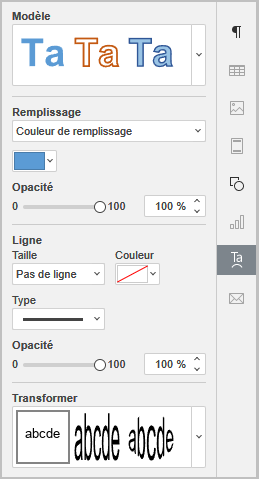 Modèle
Ta Ta Ta
Remplissage
Couleur de remplissage
Opacité
0 100 100 %
Ligne
Taille Couleur
Pas de ligne
Type
Opacité
0 100 100 %
Ta
Transformer
abcde abcde abcde